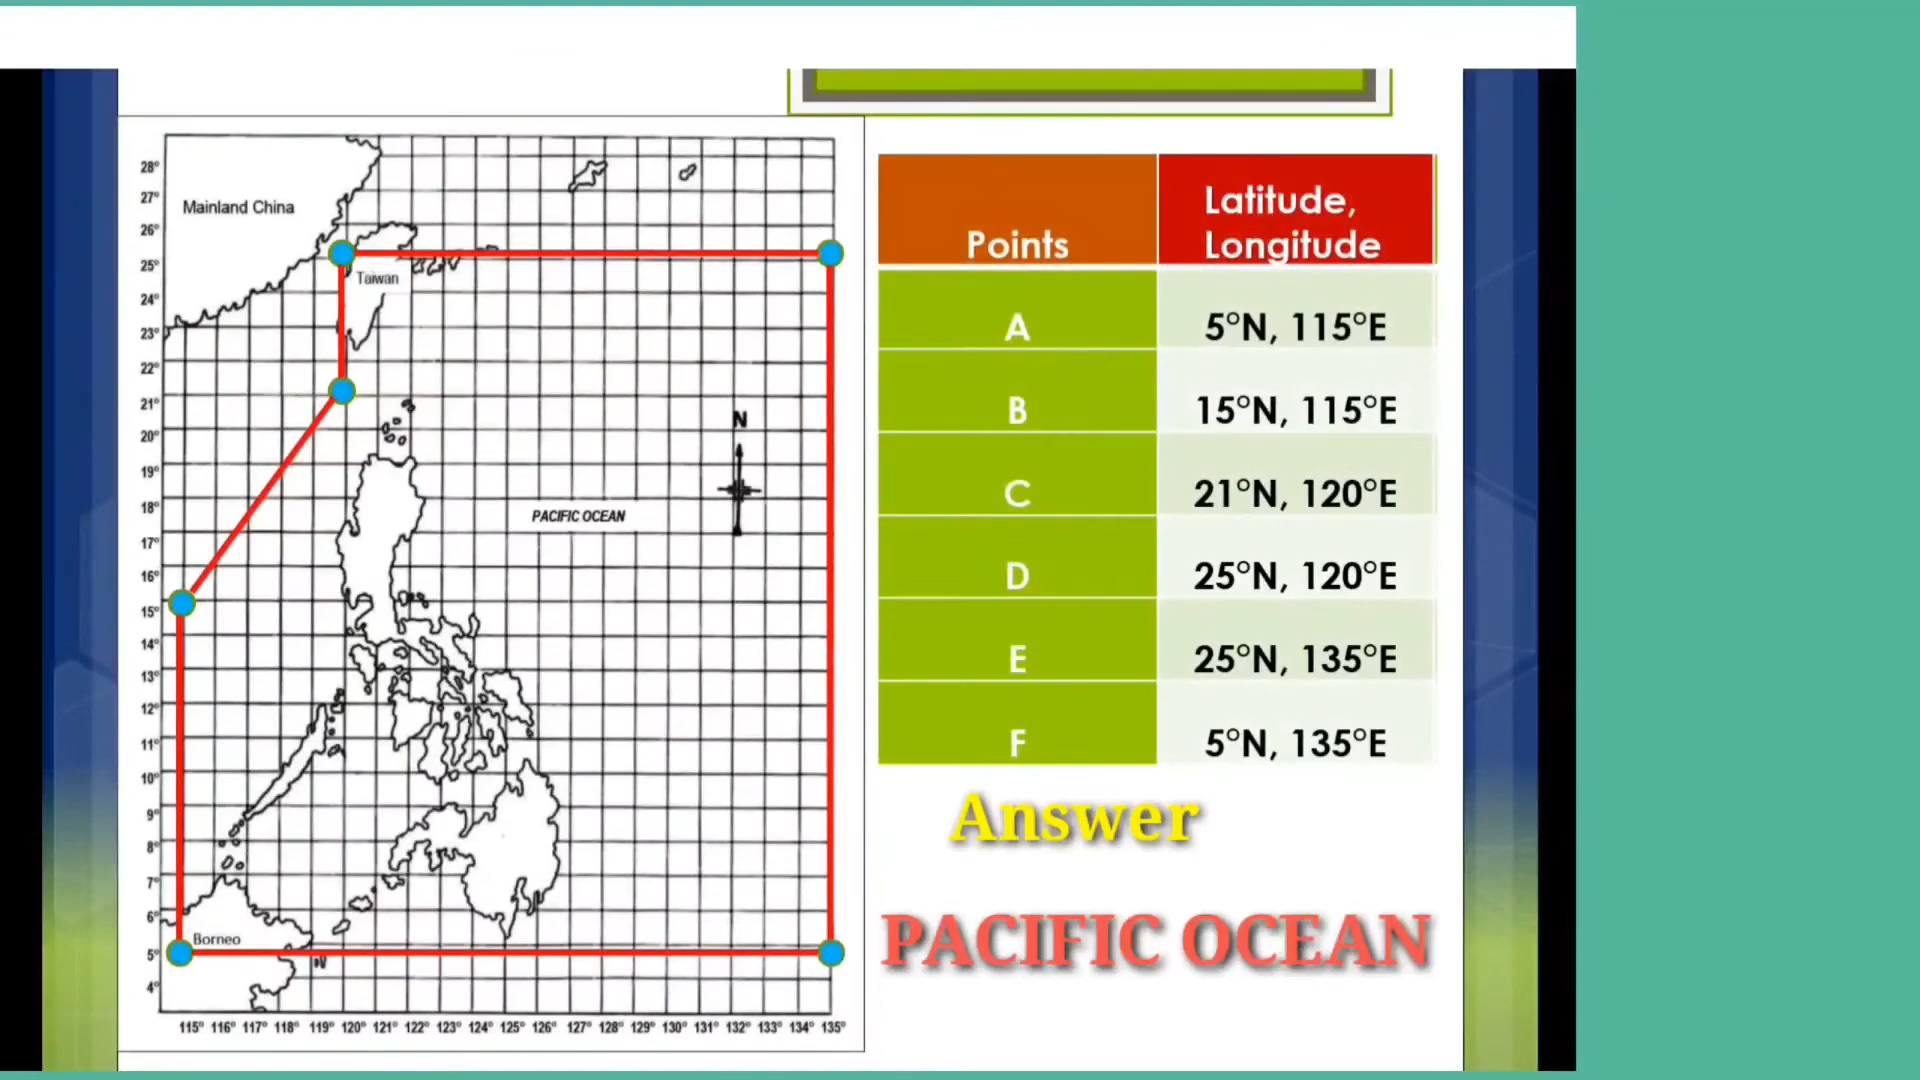 28°
27°
26°
25°
24°
23°
22°
21°
20°
19°
18°
17°
16°
15°
14°
13°
12°
11°
10°
9°
8°
7°
6°
5°
4°
Mainland China
Taiwan
N
PACIFIC OCEAN
Borneo
115° 116° 117° 118° 119° 120° 121° 122° 123° 124° 125° 126° 127° 128° 129° 130° 131° 132° 133° 134° 135°
Points Latitude, Longitude
A 5°N, 115°E
B 15°N, 115°E
C 21°N, 120°E
D 25°N, 120°E
E 25°N, 135°E
F 5°N, 135°E
Answer
PACIFIC OCEAN